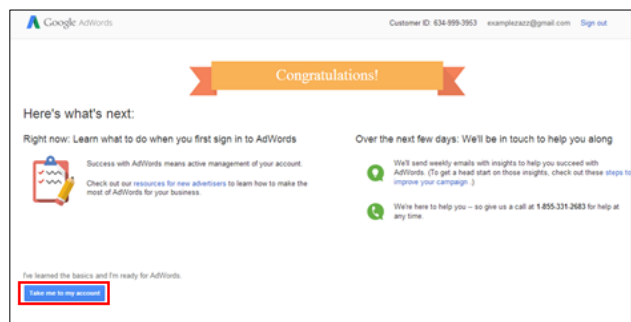 Google AdWords
Customer ID: 634-999-3953 examplezazz@gmail.com Sign out
Congratulations!
Here's what's next:
Right now: Learn what to do when you first sign in to AdWords
Success with AdWords means active management of your account.
Check out our resources for new advertisers to learn how to make the
most of AdWords for your business.
Over the next few days: We'll be in touch to help you along
We'll send weekly emails with insights to help you succeed with
AdWords. (To get a head start on those insights, check out these steps to
improve your campaign .)
We're here to help you – so give us a call at 1-855-331-2683 for help at
any time.
I've learned the basics and I'm ready for AdWords.
Take me to my account